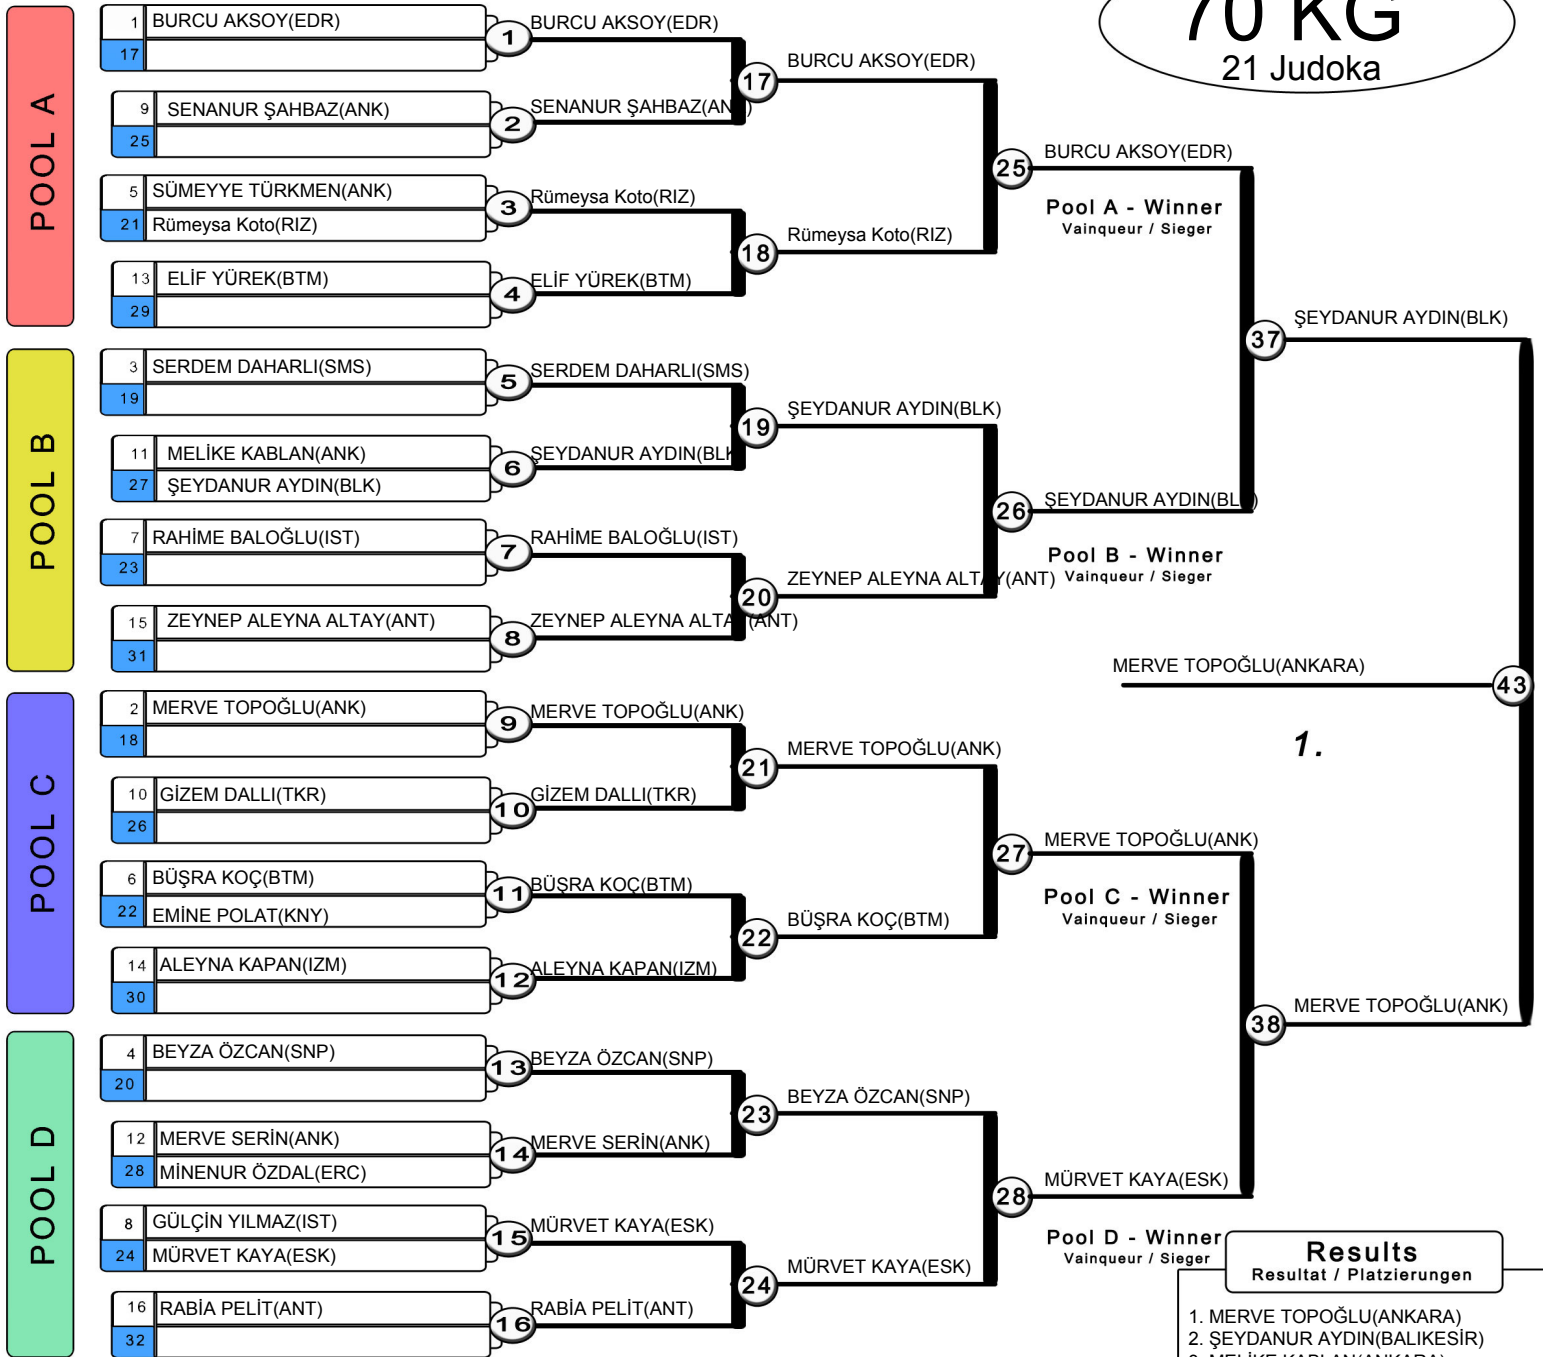 70 KG
21 Judoka
POOL A
1 BURCU AKSOY(EDR)
17
1
BURCU AKSOY(EDR)
9 SENANUR ŞAHBAZ(ANK)
25
2
SENANUR ŞAHBAZ(ANK)
17
BURCU AKSOY(EDR)
5 SÜMEYYE TÜRKMEN(ANK)
21 Rümeysa Koto(RIZ)
3
Rümeysa Koto(RIZ)
13 ELİF YÜREK(BTM)
29
4
ELİF YÜREK(BTM)
18
Rümeysa Koto(RIZ)
25
BURCU AKSOY(EDR)
Pool A - Winner
Vainqueur / Sieger
POOL B
3 SERDEM DAHARLI(SMS)
19
5
SERDEM DAHARLI(SMS)
11 MELİKE KABLAN(ANK)
27 ŞEYDANUR AYDIN(BLK)
6
ŞEYDANUR AYDIN(BLK
19
ŞEYDANUR AYDIN(BLK)
7 RAHİME BALOĞLU(IST)
23
7
RAHİME BALOĞLU(IST)
15 ZEYNEP ALEYNA ALTAY(ANT)
31
8
ZEYNEP ALEYNA ALTAY(ANT)
20
ZEYNEP ALEYNA ALTAY(ANT)
26
ŞEYDANUR AYDIN(BLK)
Pool B - Winner
Vainqueur / Sieger
37
ŞEYDANUR AYDIN(BLK)
MERVE TOPOĞLU(ANKARA)
43
1.
POOL C
2 MERVE TOPOĞLU(ANK)
18
9
MERVE TOPOĞLU(ANK)
10 GİZEM DALLI(TKR)
26
10
GİZEM DALLI(TKR)
21
MERVE TOPOĞLU(ANK)
6 BÜŞRA KOÇ(BTM)
22 EMİNE POLAT(KNY)
11
BÜŞRA KOÇ(BTM)
14 ALEYNA KAPAN(IZM)
30
12
ALEYNA KAPAN(IZM)
22
BÜŞRA KOÇ(BTM)
27
MERVE TOPOĞLU(ANK)
Pool C - Winner
Vainqueur / Sieger
38
MERVE TOPOĞLU(ANK)
POOL D
4 BEYZA ÖZCAN(SNP)
20
13
BEYZA ÖZCAN(SNP)
12 MERVE SERİN(ANK)
28 MİNENUR ÖZDAL(ERC)
14
MERVE SERİN(ANK)
23
BEYZA ÖZCAN(SNP)
8 GÜLÇİN YILMAZ(IST)
24 MÜRVET KAYA(ESK)
15
MÜRVET KAYA(ESK)
16 RABİA PELİT(ANT)
32
16
RABİA PELİT(ANT)
24
MÜRVET KAYA(ESK)
28
MÜRVET KAYA(ESK)
Pool D - Winner
Vainqueur / Sieger
Results
Resultat / Platzierungen
1. MERVE TOPOĞLU(ANKARA)
2. ŞEYDANUR AYDIN(BALIKESİR)
3. MELİKE KABLAN(ANKARA)